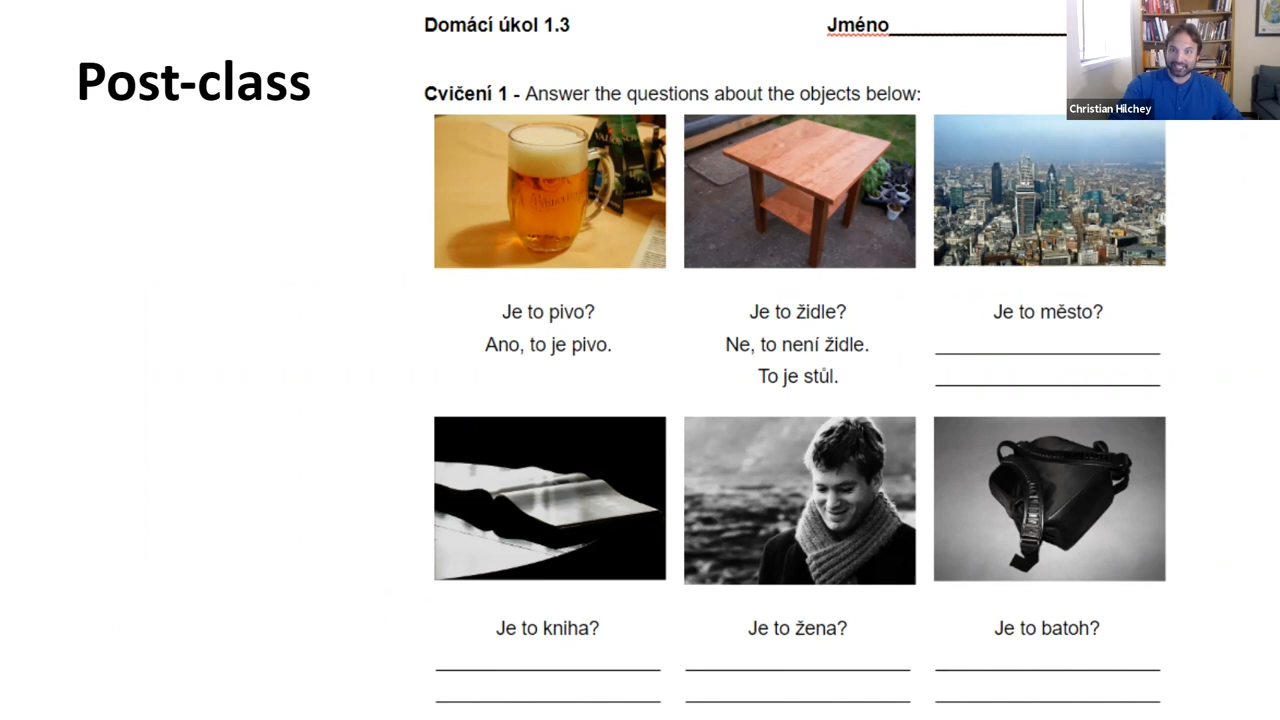 Post-class
Domácí úkol 1.3
Jméno
Christian Hilchey
Cvičení 1 - Answer the questions about the objects below:
Je to pivo?
Ano, to je pivo.
Je to židle?
Ne, to není židle.
To je stůl.
Je to město?
Je to kniha?
Je to žena?
Je to batoh?